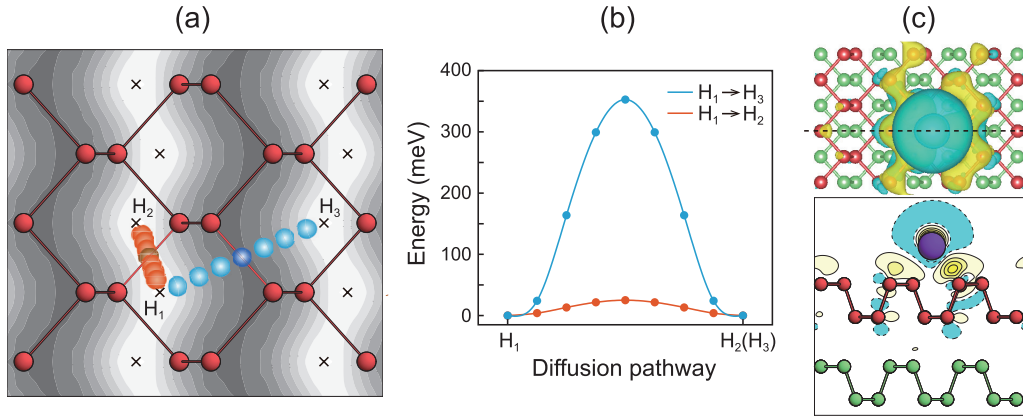 (a)
H₂
H₃
H₁
(b)
Energy (meV)
400
300
200
100
0
H₁→H₃
H₁→H₂
H₁
H₂(H₃)
Diffusion pathway
(c)